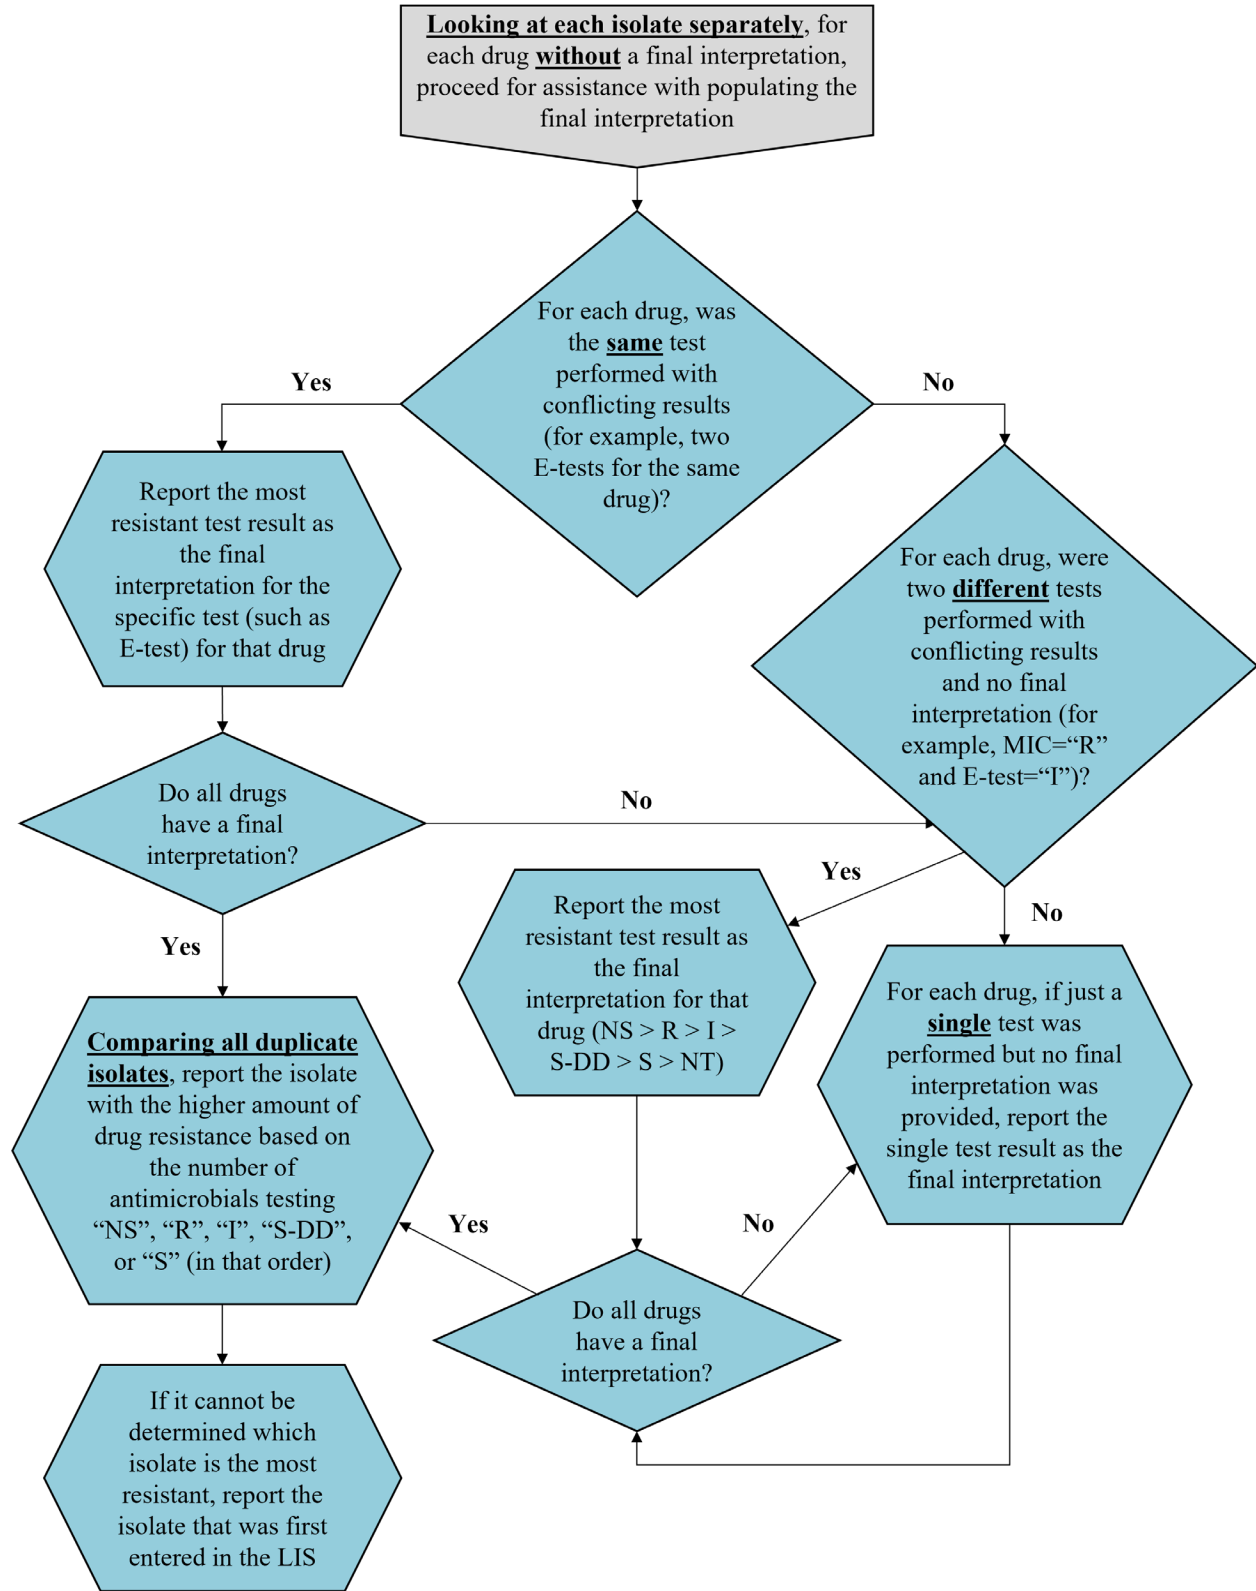 Looking at each isolate separately, for
each drug without a final interpretation,
proceed for assistance with populating the
final interpretation
For each drug, was
the same test
performed with
conflicting results
(for example, two
E-tests for the same
drug)?
Yes
No
Report the most
resistant test result as
the final
interpretation for the
specific test (such as
E-test) for that drug
For each drug, were
two different tests
performed with
conflicting results
and no final
interpretation (for
example, MIC=“R”
and E-test=“I”)?
Do all drugs
have a final
interpretation?
No
Yes
Yes
No
Report the most
resistant test result as
the final
interpretation for that
drug (NS > R > I >
S-DD > S > NT)
For each drug, if just a
single test was
performed but no final
interpretation was
provided, report the
single test result as the
final interpretation
Comparing all duplicate
isolates, report the isolate
with the higher amount of
drug resistance based on
the number of
antimicrobials testing
“NS”, “R”, “I”, “S-DD”,
or “S” (in that order)
Yes
No
Do all drugs
have a final
interpretation?
If it cannot be
determined which
isolate is the most
resistant, report the
isolate that was first
entered in the LIS